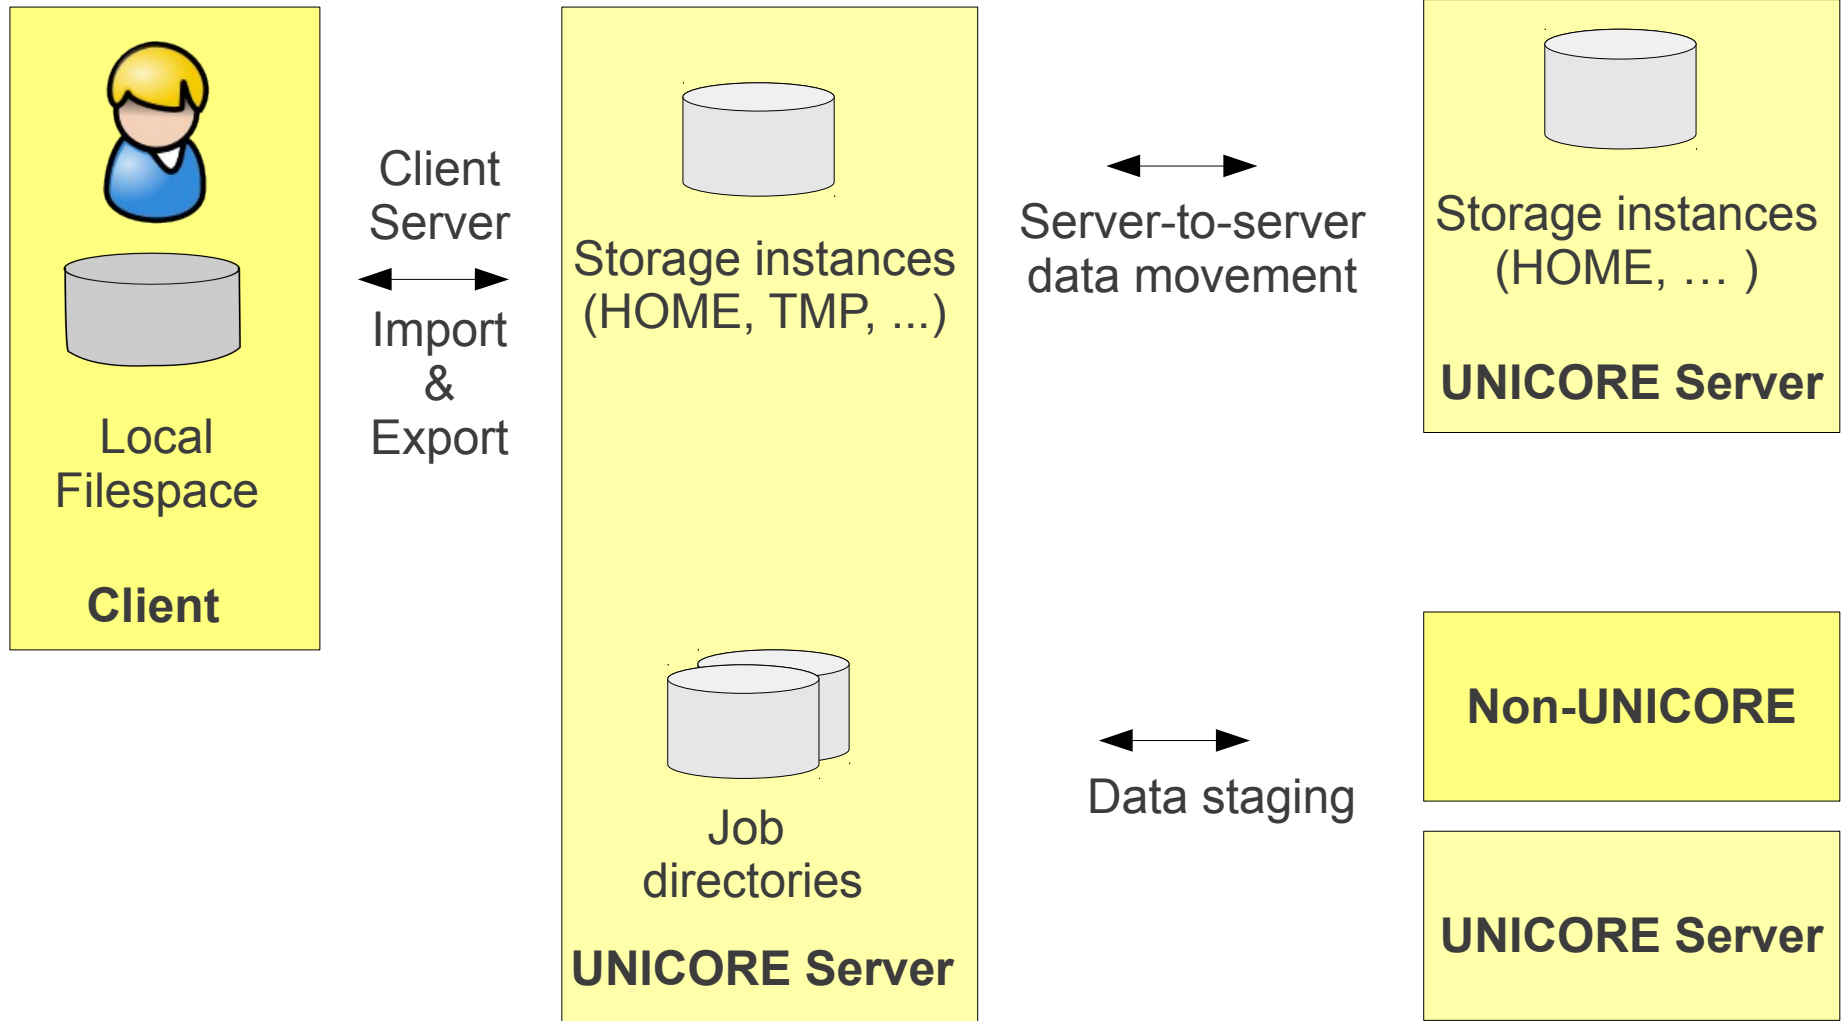 Local
Filespace
Client
Client
Server
Import
&
Export
Storage instances
(HOME, TMP, ...)
Job
directories
UNICORE Server
Server-to-server
data movement
Data staging
Storage instances
(HOME, … )
UNICORE Server
Non-UNICORE
UNICORE Server